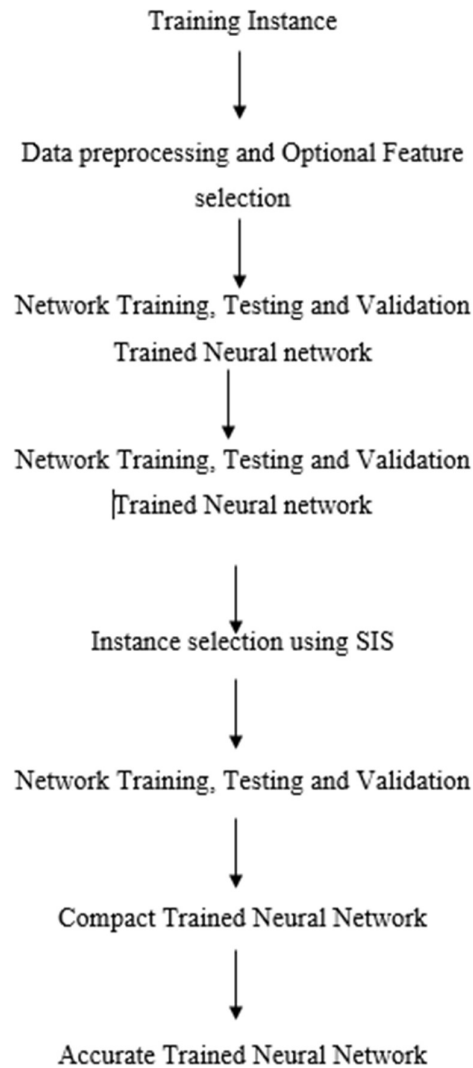 Training Instance
Data preprocessing and Optional Feature
selection
Network Training, Testing and Validation
Trained Neural network
Network Training, Testing and Validation
Trained Neural network
Instance selection using SIS
Network Training, Testing and Validation
Compact Trained Neural Network
Accurate Trained Neural Network